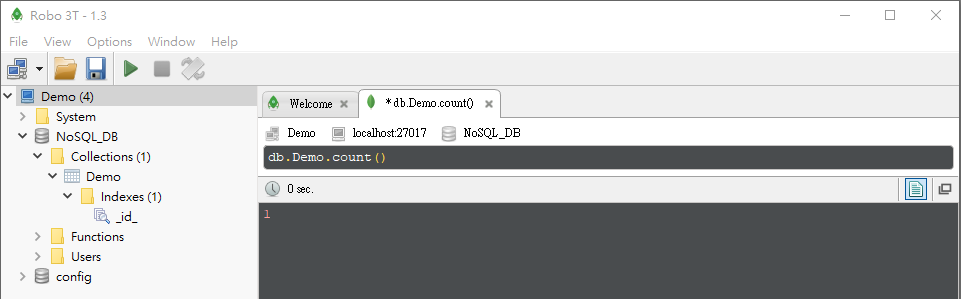 Robo 3T - 1.3
File View Options Window Help
Demo (4)
System
NoSQL_DB
Collections (1)
Demo
Indexes (1)
_id_
Functions
Users
config
Welcome
*db.Demo.count()
Demo localhost:27017 NoSQL_DB
db.Demo.count()
0 sec.
1